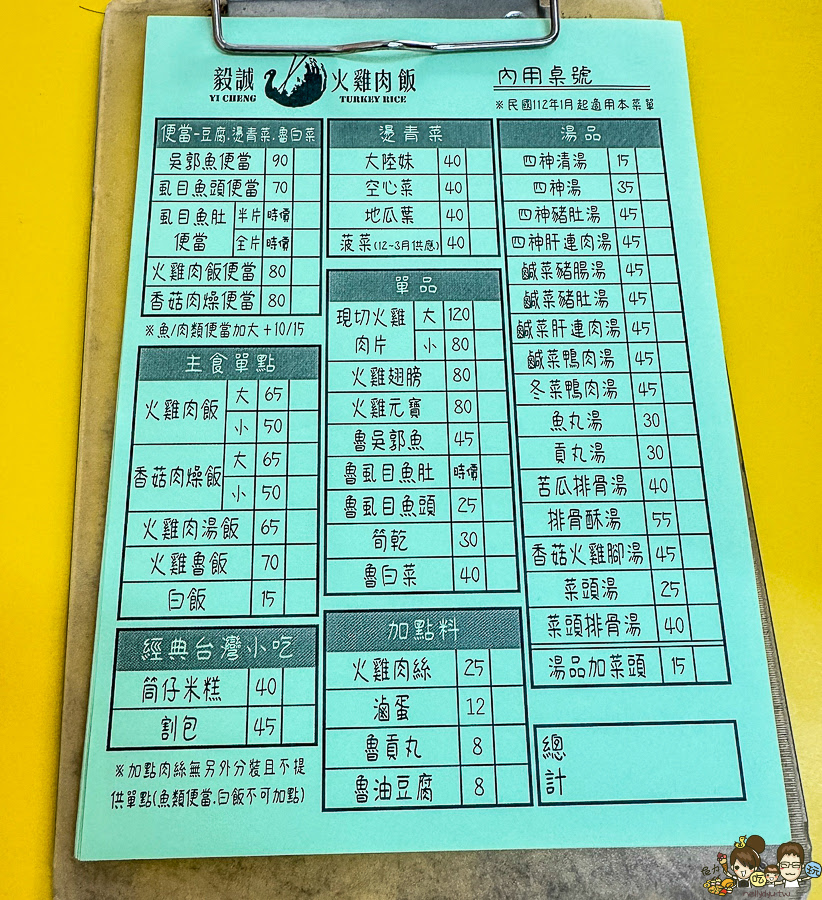 毅誠
YI CHENG
火雞肉飯
TURKEY RICE
內用桌號
※民國112年1月起適用本菜單
便當-豆腐.燙青菜.魯白菜
吳郭魚便當 90
虱目魚頭便當 70
虱目魚肚便當 半片 時價
全片 時價
火雞肉飯便當 80
香菇肉燥便當 80
※魚/肉類便當加大+10/15
主食單點
火雞肉飯 大 65
小 50
香菇肉燥飯 大 65
小 50
火雞肉湯飯 65
火雞魯飯 70
白飯 15
經典台灣小吃
筒仔米糕 40
割包 45
※加點肉絲無另外分裝且不提
供單點(魚類便當.白飯不可加點)
燙青菜
大陸妹 40
空心菜 40
地瓜葉 40
菠菜(12~3月供應) 40
單品
現切火雞肉片 大 120
小 80
火雞翅膀 80
火雞元寶 80
魯吳郭魚 45
魯虱目魚肚 時價
魯虱目魚頭 25
筍乾 30
魯白菜 40
加點料
火雞肉絲 25
滷蛋 12
魯貢丸 8
魯油豆腐 8
湯品
四神清湯 15
四神湯 35
四神豬肚湯 45
四神肝連肉湯 45
鹹菜豬腸湯 45
鹹菜豬肚湯 45
鹹菜肝連肉湯 45
鹹菜鴨肉湯 45
冬菜鴨肉湯 45
魚丸湯 30
貢丸湯 30
苦瓜排骨湯 40
排骨酥湯 55
香菇火雞腳湯 45
菜頭湯 25
菜頭排骨湯 40
湯品加菜頭 15
總計